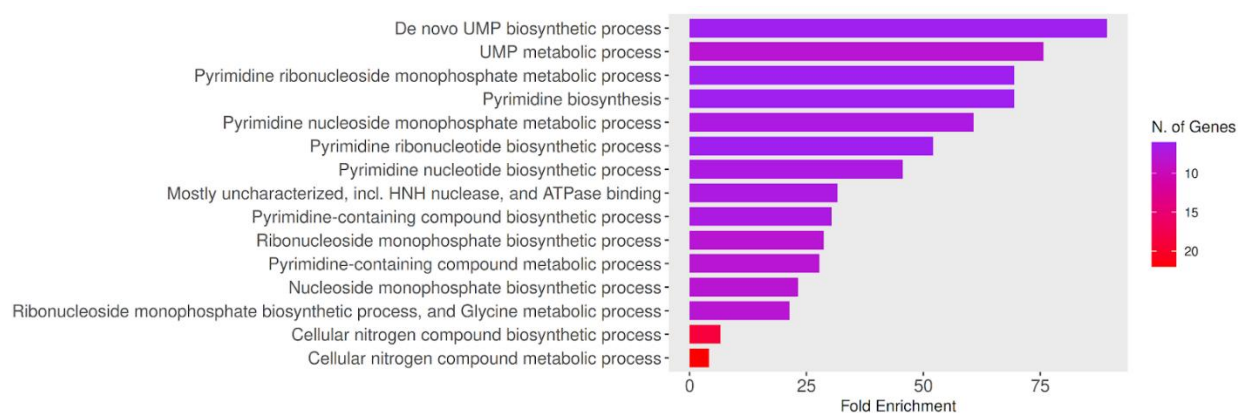 De novo UMP biosynthetic process
UMP metabolic process
Pyrimidine ribonucleoside monophosphate metabolic process
Pyrimidine biosynthesis
Pyrimidine nucleoside monophosphate metabolic process
Pyrimidine ribonucleotide biosynthetic process
Pyrimidine nucleotide biosynthetic process
Mostly uncharacterized, incl. HNH nuclease, and ATPase binding
Pyrimidine-containing compound biosynthetic process
Ribonucleoside monophosphate biosynthetic process
Pyrimidine-containing compound metabolic process
Nucleoside monophosphate biosynthetic process
Ribonucleoside monophosphate biosynthetic process, and Glycine metabolic process
Cellular nitrogen compound biosynthetic process
Cellular nitrogen compound metabolic process
0 25 50 75
Fold Enrichment
N. of Genes
10
15
20